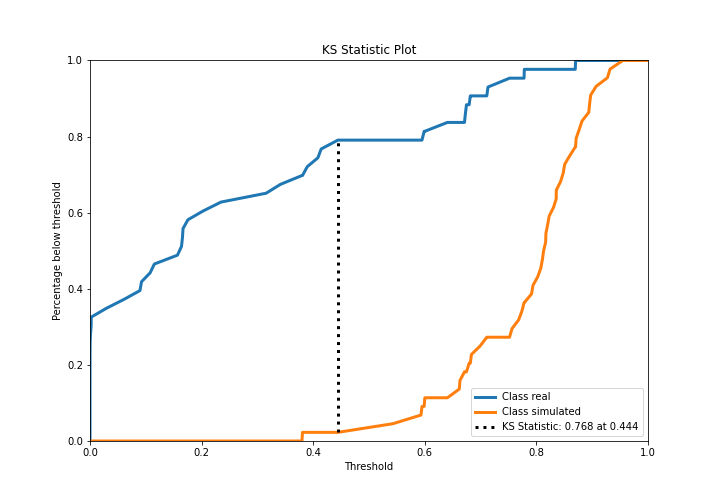 KS Statistic Plot
1.0
0.8
0.6
0.4
0.2
0.0
Percentage below threshold
0.0 0.2 0.4 0.6 0.8 1.0
Threshold
Class real
Class simulated
KS Statistic: 0.768 at 0.444